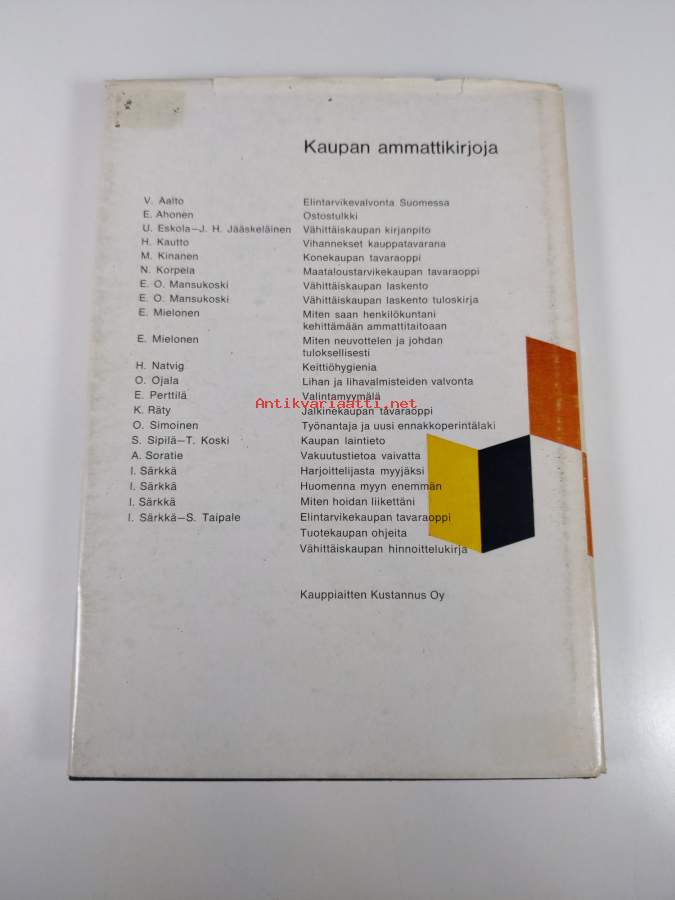 Kaupan ammattikirjoja
V. Aalto Elintarvikevalvonta Suomessa
E. Ahonen Ostostulkki
U. Eskola—J. H. Jääskeläinen Vähittäiskaupan kirjanpito
H. Kautto Vihannekset kauppatavarana
M. Kinanen Konekaupan tavaraoppi
N. Korpela Maataloustarvikekaupan tavaraoppi
E. O. Mansukoski Vähittäiskaupan laskento
E. O. Mansukoski Vähittäiskaupan laskento tuloskirja
E. Mielonen Miten saan henkilökuntani
kehittämään ammattitaitoaan
E. Mielonen Miten neuvottelen ja johdan
tuloksellisesti
H. Natvig Keittiöhygienia
O. Ojala Lihan ja lihavalmisteiden valvonta
E. Perttilä Valintamyymälä
Antikvariaatti.net
K. Räty Jalkinekaupan tavaraoppi
O. Simoinen Työnantaja ja uusi ennakkoperintälaki
S. Sipilä—T. Koski Kaupan laintieto
A. Soratie Vakuutustietoa vaivatta
I. Särkkä Harjoittelijasta myyjäksi
I. Särkkä Huomenna myyn enemmän
I. Särkkä Miten hoidan liikettäni
I. Särkkä—S. Taipale Elintarvikekaupan tavaraoppi
Tuotekaupan ohjeita
Vähittäiskaupan hinnoittelukirja
Kauppiaitten Kustannus Oy